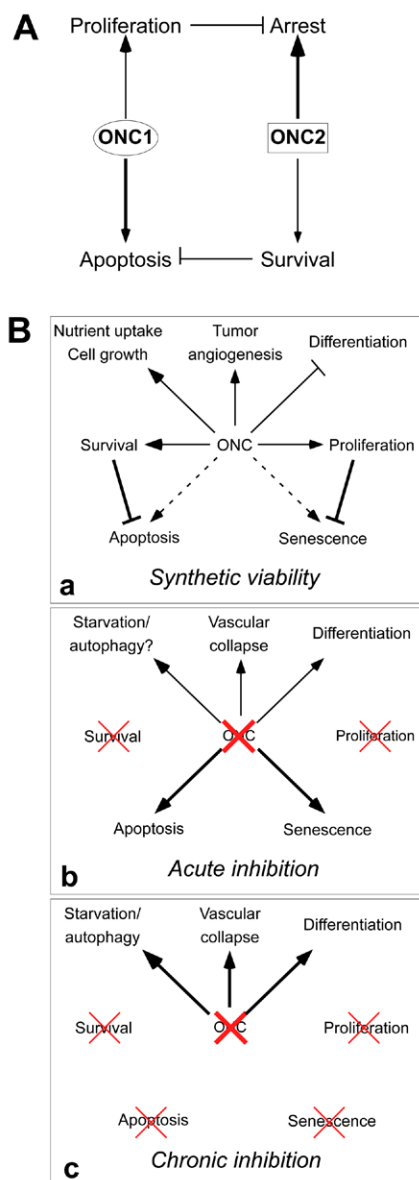 A
Proliferation
Arrest
ONC1
ONC2
Apoptosis
Survival
B
Nutrient uptake
Cell growth
Tumor
angiogenesis
Differentiation
Survival
ONC
Proliferation
Apoptosis
Senescence
a
Synthetic viability
Starvation/
autophagy?
Vascular
collapse
Differentiation
Survival
ONC
Proliferation
Apoptosis
Senescence
b
Acute inhibition
Starvation/
autophagy
Vascular
collapse
Differentiation
Survival
ONC
Proliferation
Apoptosis
Senescence
c
Chronic inhibition